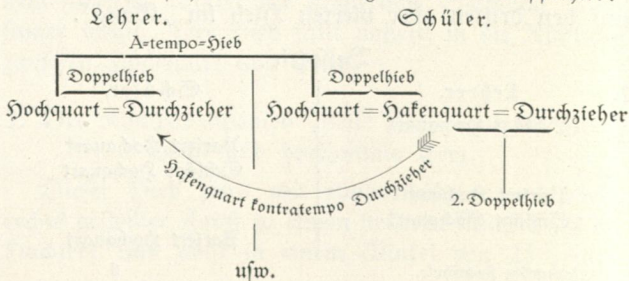 Lehrer. Schüler.
A-tempo-Hieb
Doppelhieb Doppelhieb
Hochquart=Durchzieher Hochquart=Hakenquart=Durchzieher
Hakenquart kontratempo Durchzieher
2. Doppelhieb
usw.